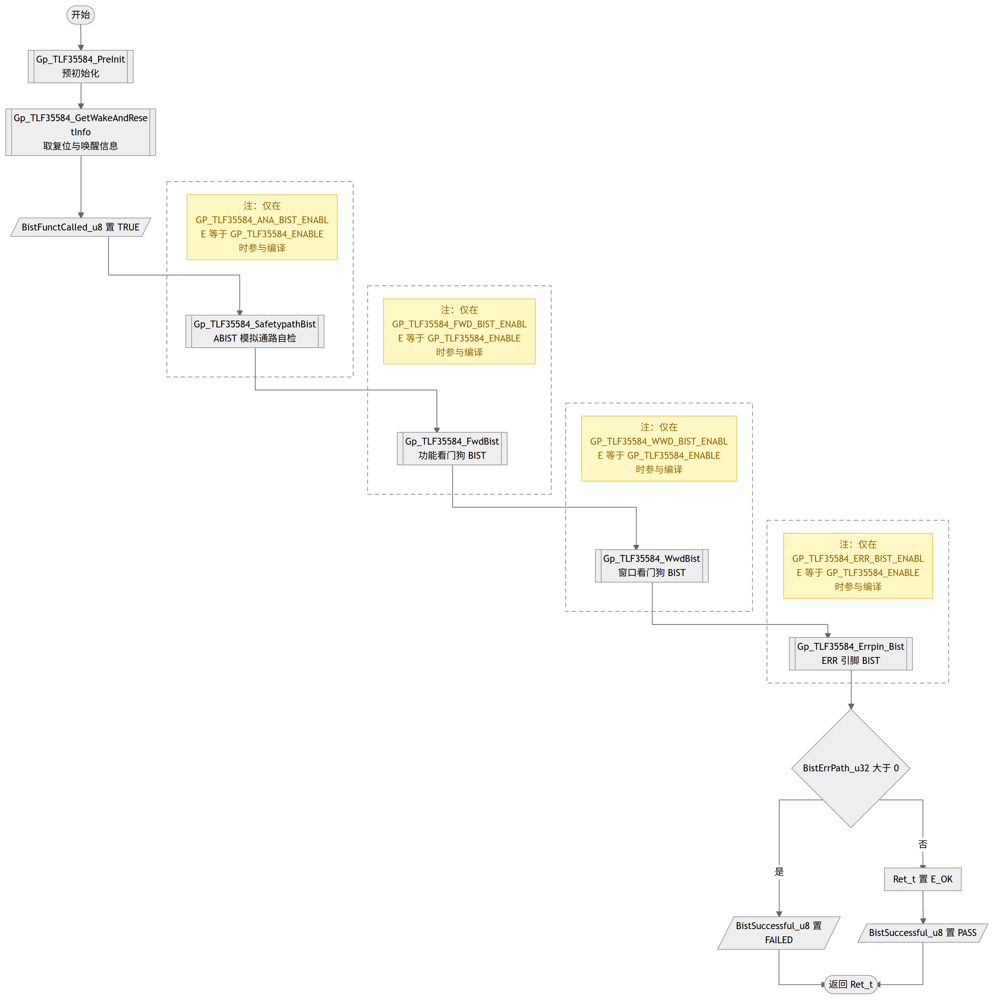 开始
Gp_TLF35584_PreInit
预初始化
Gp_TLF35584_GetWakeAndRese
tInfo
取复位与唤醒信息
BistFunctCalled_u8 置 TRUE
注：仅在
GP_TLF35584_ANA_BIST_ENABL
E 等于 GP_TLF35584_ENABLE
时参与编译
Gp_TLF35584_SafetypathBist
ABIST 模拟通路自检
注：仅在
GP_TLF35584_FWD_BIST_ENABL
E 等于 GP_TLF35584_ENABLE
时参与编译
Gp_TLF35584_FwdBist
功能看门狗 BIST
注：仅在
GP_TLF35584_WWD_BIST_ENABL
E 等于 GP_TLF35584_ENABLE
时参与编译
Gp_TLF35584_WwdBist
窗口看门狗 BIST
注：仅在
GP_TLF35584_ERR_BIST_ENABL
E 等于 GP_TLF35584_ENABLE
时参与编译
Gp_TLF35584_Errpin_Bist
ERR 引脚 BIST
BistErrPath_u32 大于 0
否
是
Ret_t 置 E_OK
BistSuccessful_u8 置
FAILED
BistSuccessful_u8 置 PASS
返回 Ret_t